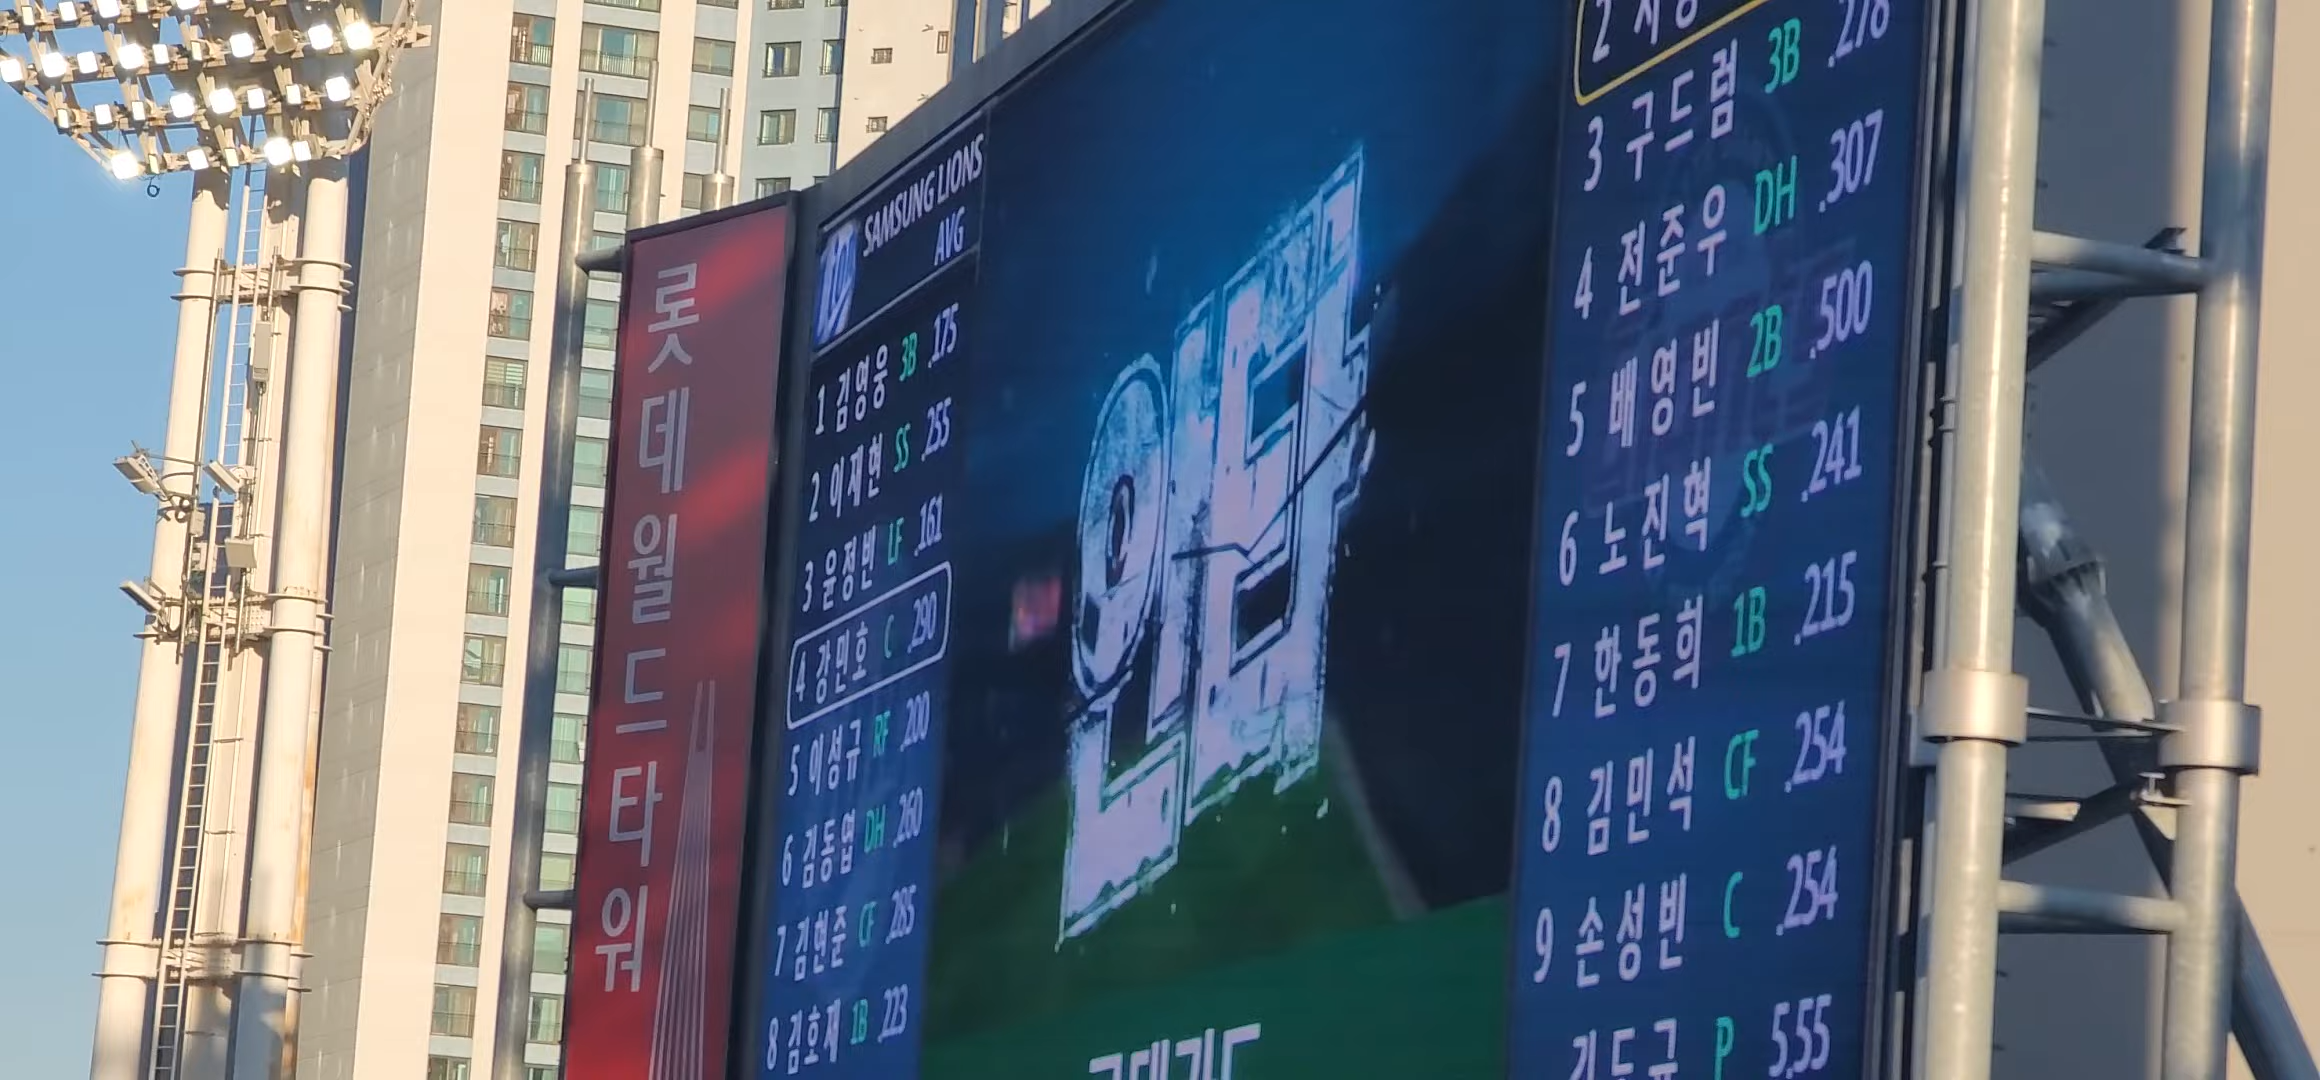 롯데월드타워
SAMSUNG LIONS
AVG
1 김영웅 3B .175
2 이재현 SS .255
3 윤정빈 LF .161
4 강민호 C .290
5 이성규 RF .200
6 김동엽 DH .260
7 김현준 CF .285
8 김호재 1B .223
안타
3 구드럼 3B .278
4 전준우 DH .307
5 배영빈 2B .500
6 노진혁 SS .241
7 한동희 1B .215
8 김민석 CF .254
9 손성빈 C .254
P 5.55